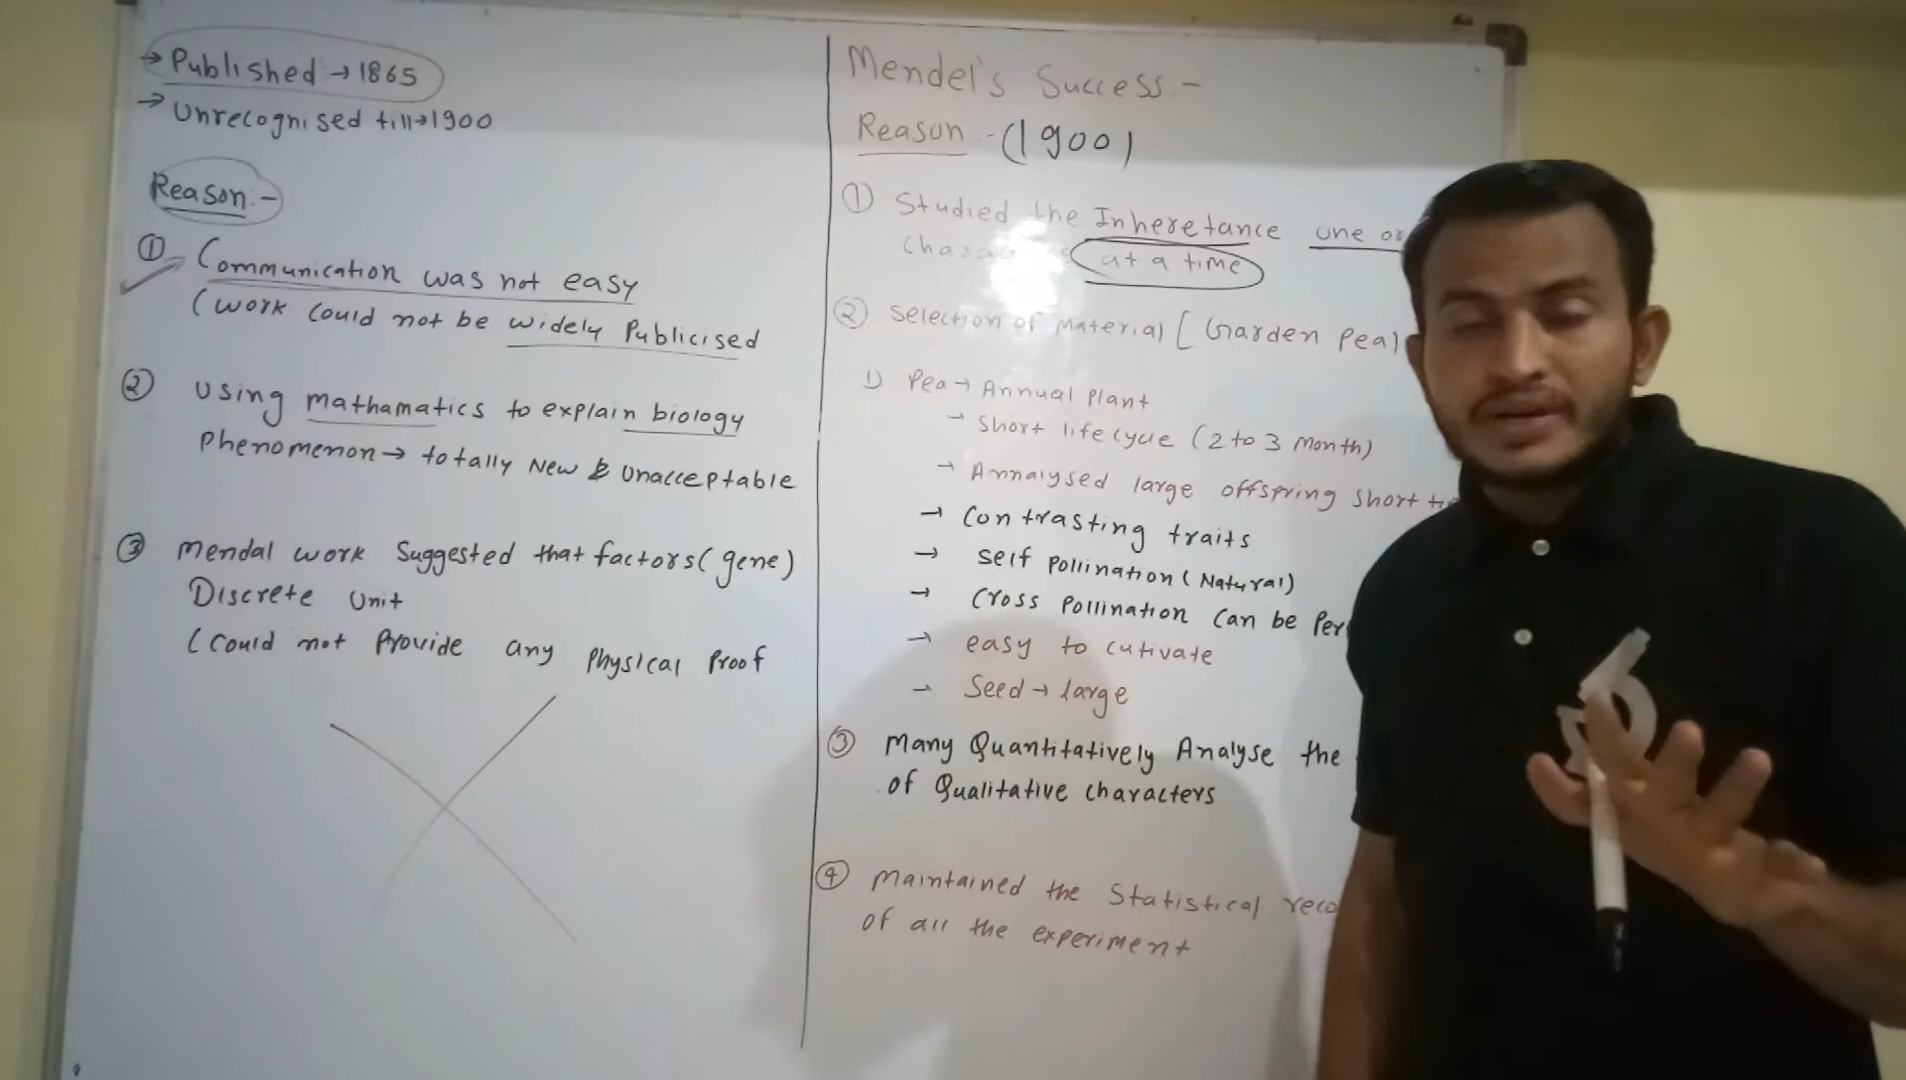 → Published → 1865
→ Unrecognised till → 1900
Reason :-
① Communication was not easy
(work could not be widely Publicised
② Using mathamatics to explain biology
Phenomenon → totally New & Unacceptable
③ Mendal work Suggested that factors (gene)
Discrete Unit
(Could not Provide any Physical Proof
Mendel's Success :-
Reason - (1900)
① Studied the Inheretance one or
at a time
② Selection of Material [Garden Pea]
1) Pea → Annual Plant
→ Short life cycle (2 to 3 Month)
→ Annalysed large offspring short
→ Contrasting traits
→ Self Pollination (Natural)
→ Cross Pollination Can be
→ easy to cutivate
→ Seed → large
③ Many Quantitatively Analyse the
of Qualitative characters
④ Maintained the Statistical
of all the experiment